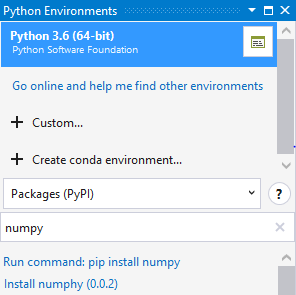 Python Environments
Python 3.6 (64-bit)
Python Software Foundation
Go online and help me find other environments
Custom...
Create conda environment...
Packages (PyPI)
?
numpy
Run command: pip install numpy
Install numphy (0.0.2)